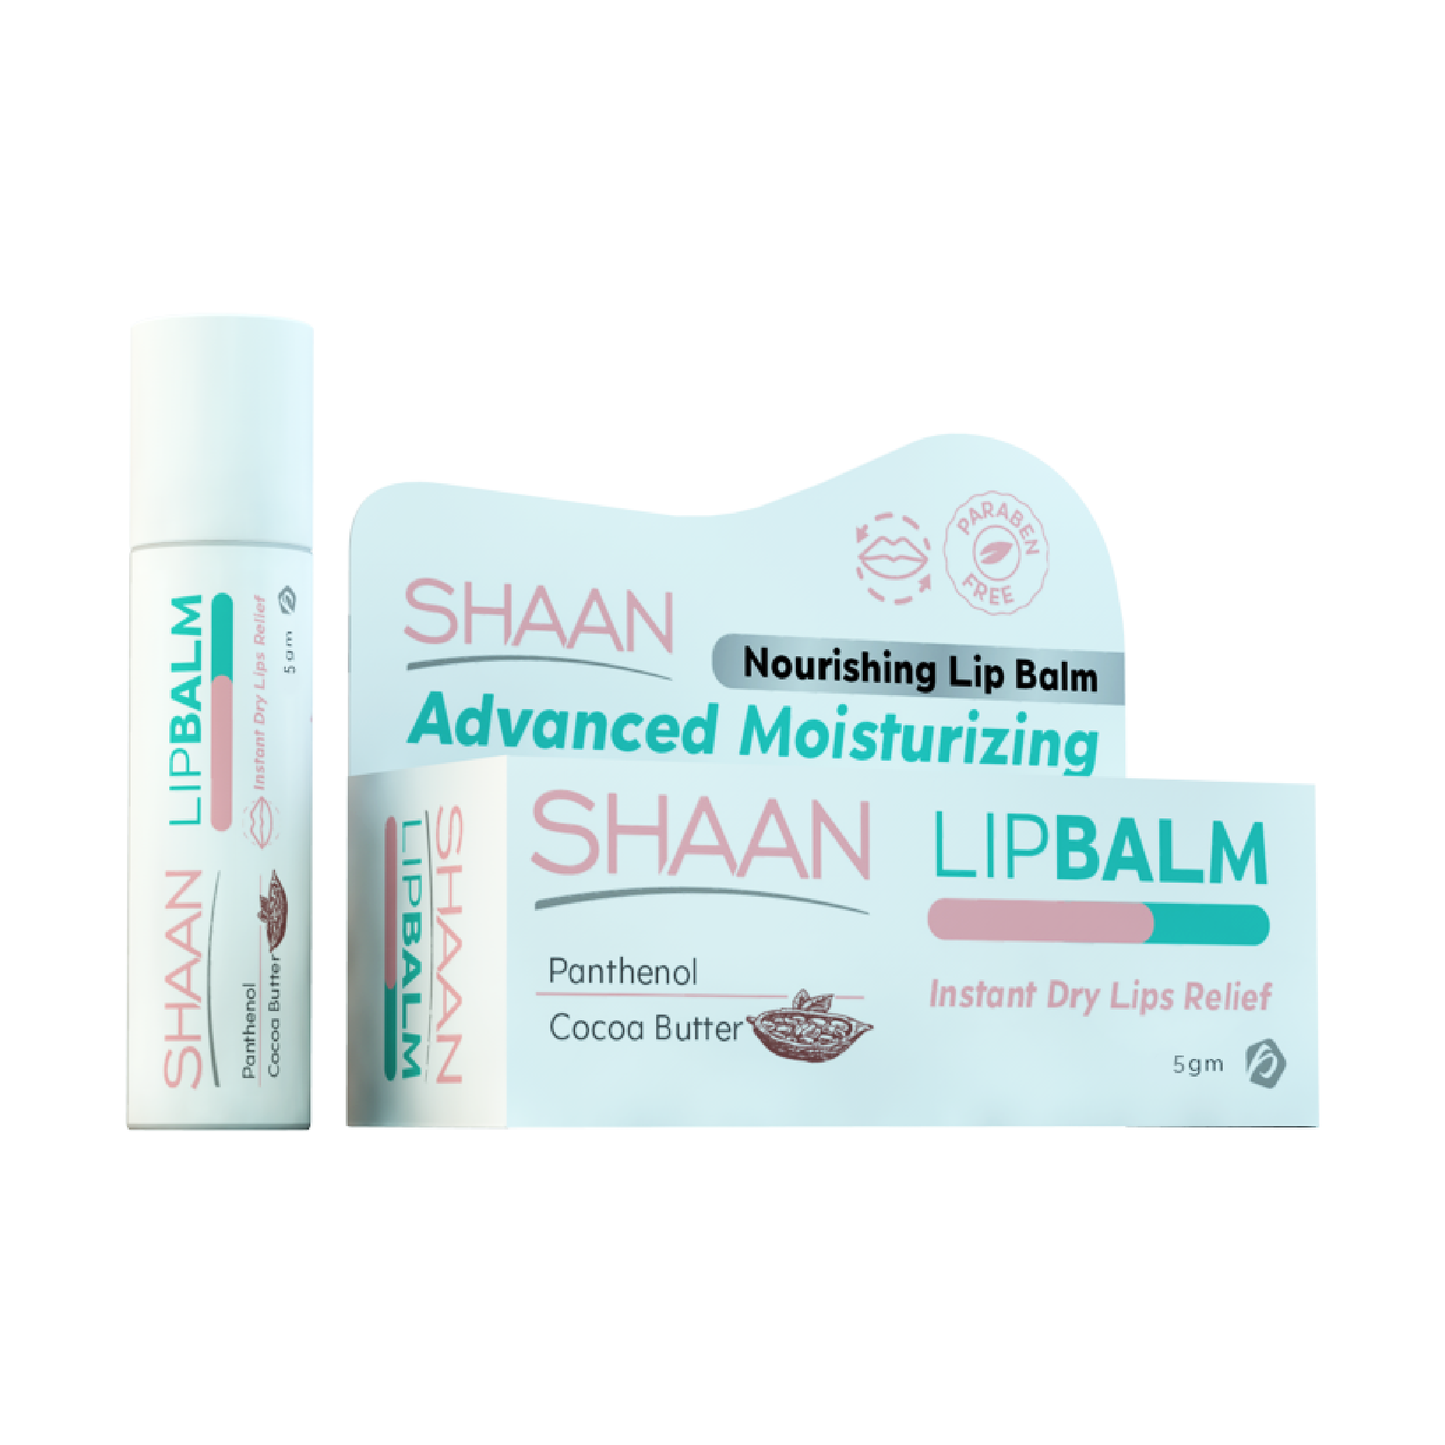 SHAAN
LIPBALM
Instant Dry Lips Relief
Panthenol
Cocoa Butter
5gm
PARABEN
FREE
SHAAN
Nourishing Lip Balm
Advanced Moisturizing
SHAAN
LIPBALM
SHAAN
LIPBALM
Panthenol
Cocoa Butter
Instant Dry Lips Relief
5gm